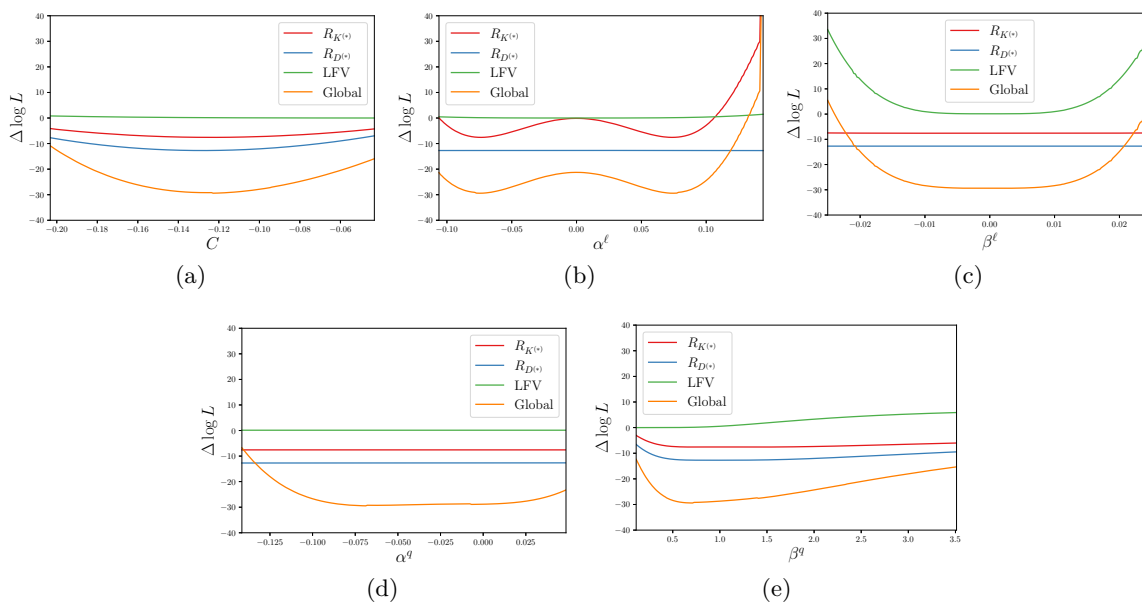 40
30
20
10
0
−10
−20
−30
−40
Δ log L
−0.20 −0.18 −0.16 −0.14 −0.12 −0.10 −0.08 −0.06
C
R_{K^{(*)}}
R_{D^{(*)}}
LFV
Global
(a)
40
30
20
10
0
−10
−20
−30
−40
Δ log L
−0.10 −0.05 0.00 0.05 0.10
α^ℓ
R_{K^{(*)}}
R_{D^{(*)}}
LFV
Global
(b)
40
30
20
10
0
−10
−20
−30
−40
Δ log L
−0.02 −0.01 0.00 0.01 0.02
β^ℓ
R_{K^{(*)}}
R_{D^{(*)}}
LFV
Global
(c)
40
30
20
10
0
−10
−20
−30
−40
Δ log L
−0.125 −0.100 −0.075 −0.050 −0.025 0.000 0.025
α^q
R_{K^{(*)}}
R_{D^{(*)}}
LFV
Global
(d)
40
30
20
10
0
−10
−20
−30
−40
Δ log L
0.5 1.0 1.5 2.0 2.5 3.0 3.5
β^q
R_{K^{(*)}}
R_{D^{(*)}}
LFV
Global
(e)